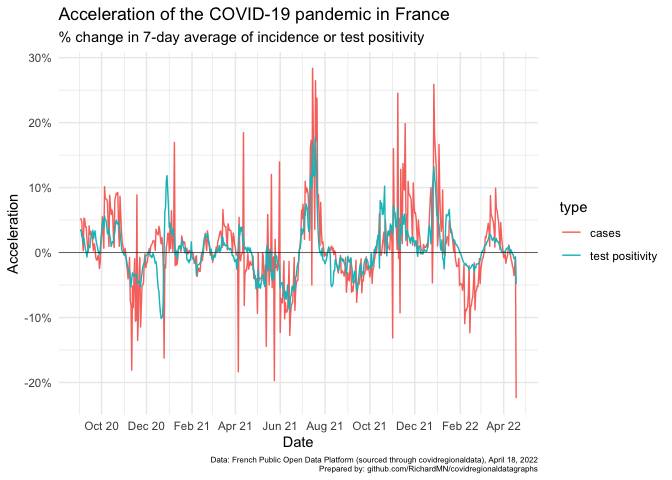 Acceleration of the COVID-19 pandemic in France
% change in 7-day average of incidence or test positivity
30%
20%
10%
0%
-10%
-20%
Acceleration
Oct 20 Dec 20 Feb 21 Apr 21 Jun 21 Aug 21 Oct 21 Dec 21 Feb 22 Apr 22
Date
type
cases
test positivity
Data: French Public Open Data Platform (sourced through covidregionaldata), April 18, 2022
Prepared by: github.com/RichardMN/covidregionaldatagraphs